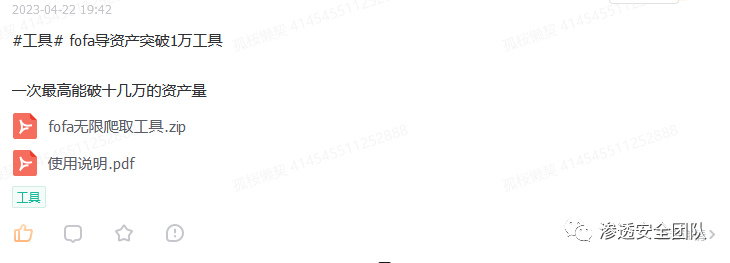 2023-04-22 19:42
#工具# fofa导资产突破1万工具
一次最高能破十几万的资产量
fofa无限爬取工具.zip
使用说明.pdf
工具
渗透安全团队